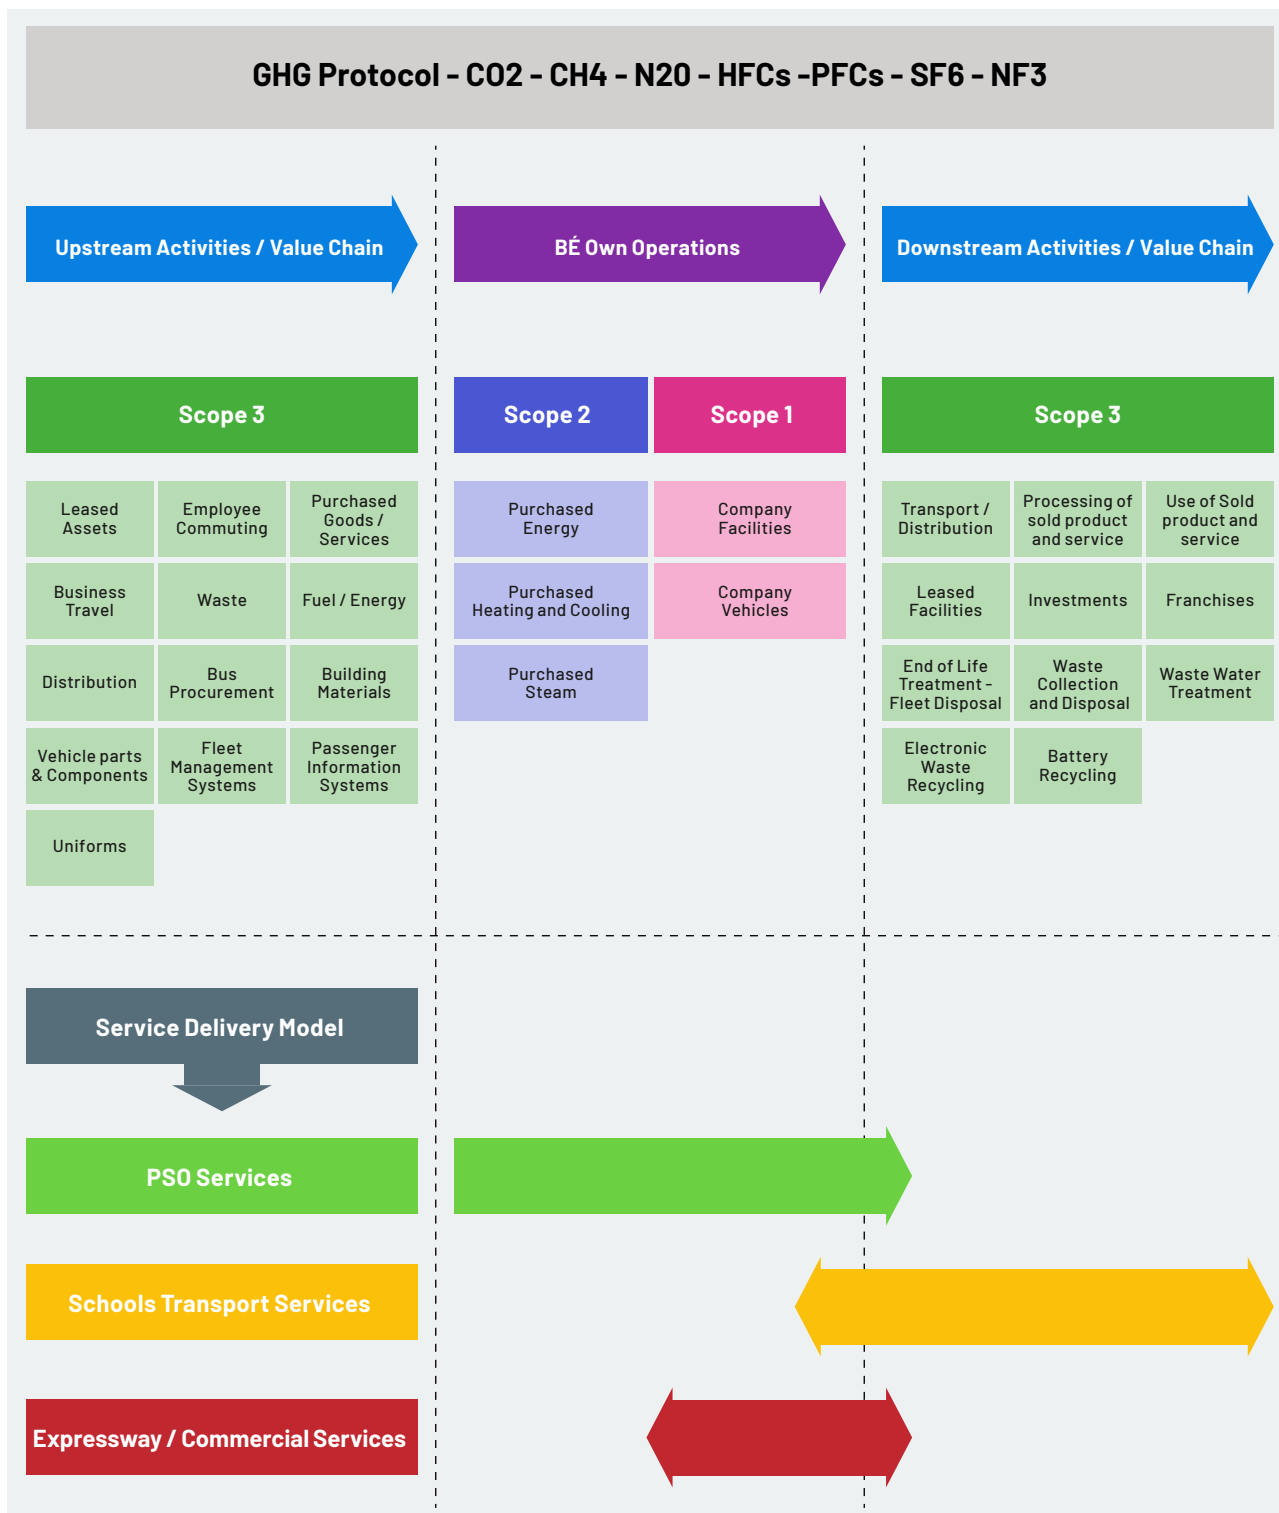 GHG Protocol - CO2 - CH4 - N20 - HFCs -PFCs - SF6 - NF3
Upstream Activities / Value Chain
BÉ Own Operations
Downstream Activities / Value Chain
Scope 3
Scope 2
Scope 1
Scope 3
Leased
Assets
Employee
Commuting
Purchased
Goods /
Services
Business
Travel
Waste
Fuel / Energy
Distribution
Bus
Procurement
Building
Materials
Vehicle parts
& Components
Fleet
Management
Systems
Passenger
Information
Systems
Uniforms
Purchased
Energy
Purchased
Heating and Cooling
Purchased
Steam
Company
Facilities
Company
Vehicles
Transport /
Distribution
Processing of
sold product
and service
Use of Sold
product and
service
Leased
Facilities
Investments
Franchises
End of Life
Treatment -
Fleet Disposal
Waste
Collection
and Disposal
Waste Water
Treatment
Electronic
Waste
Recycling
Battery
Recycling
Service Delivery Model
PSO Services
Schools Transport Services
Expressway / Commercial Services